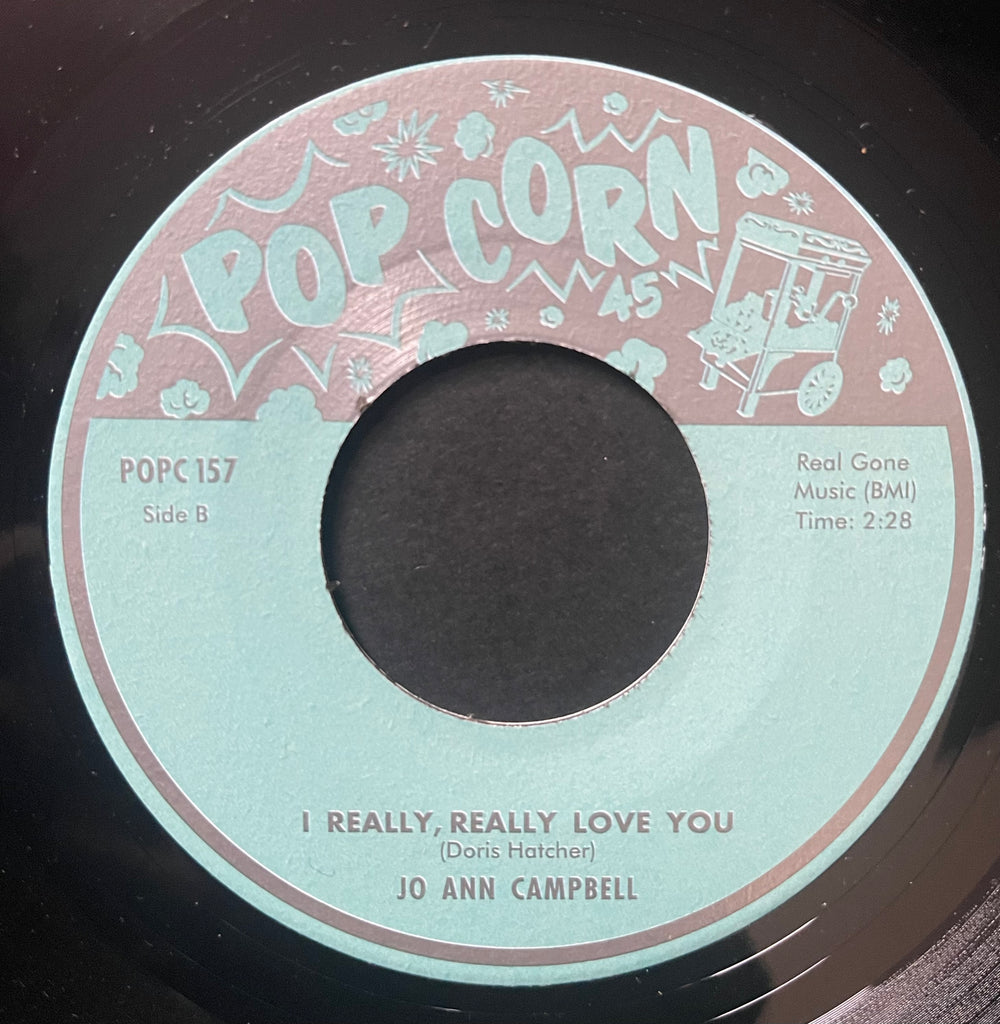 POP CORN
45
POPC 157
Side B
Real Gone
Music (BMI)
Time: 2:28
I REALLY, REALLY LOVE YOU
(Doris Hatcher)
JO ANN CAMPBELL